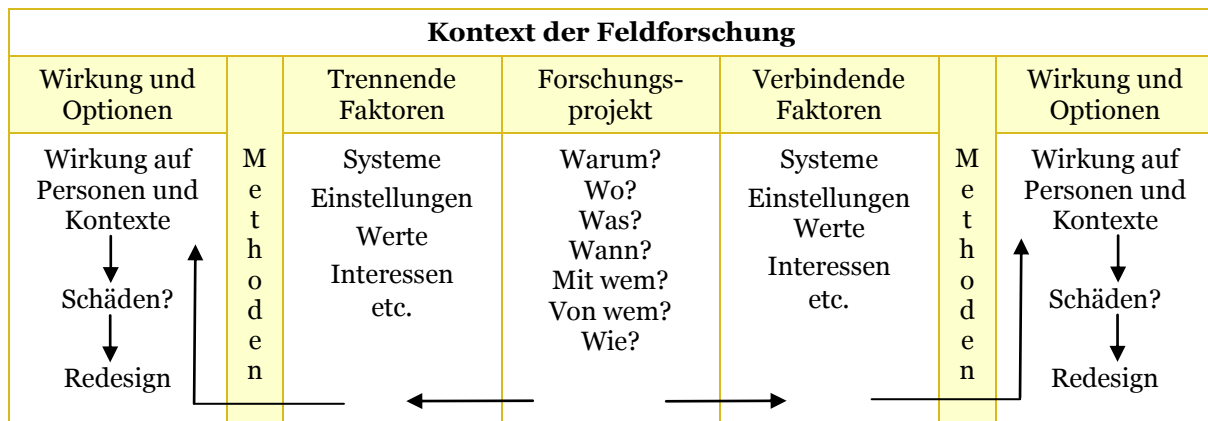 Kontext der Feldforschung
Wirkung und
Optionen
Wirkung auf
Personen und
Kontexte
Schäden?
Redesign
Methoden
Trennende
Faktoren
Systeme
Einstellungen
Werte
Interessen
etc.
Forschungs-
projekt
Warum?
Wo?
Was?
Wann?
Mit wem?
Von wem?
Wie?
Verbindende
Faktoren
Systeme
Einstellungen
Werte
Interessen
etc.
Methoden
Wirkung und
Optionen
Wirkung auf
Personen und
Kontexte
Schäden?
Redesign